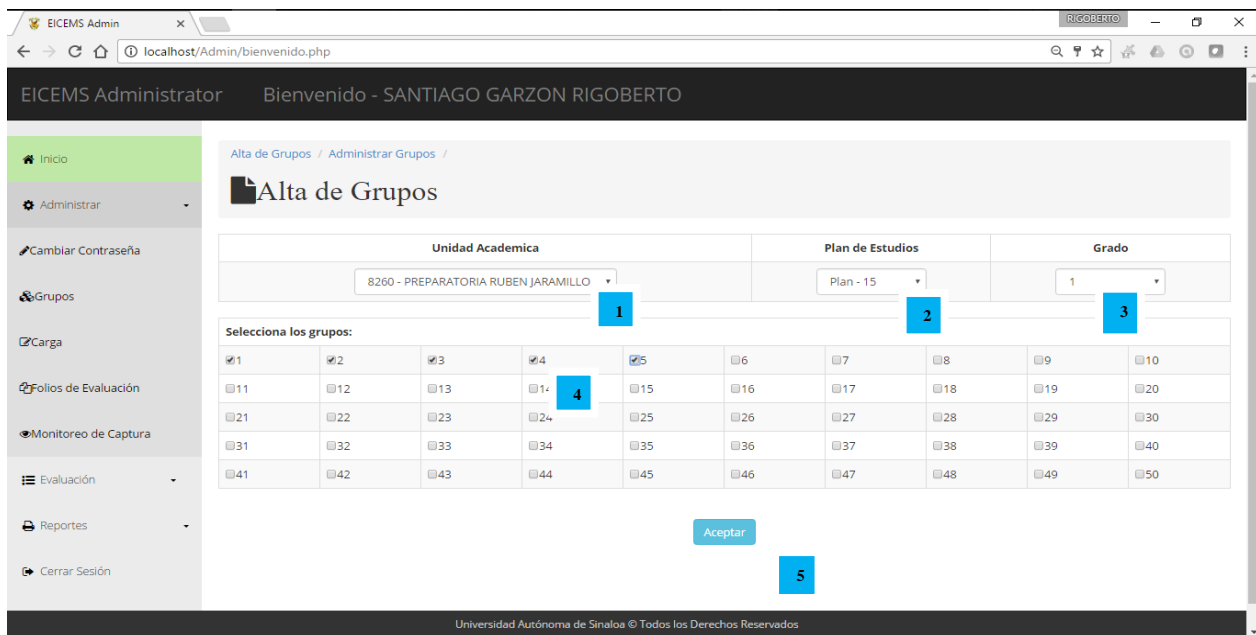 EICEMS Admin
RIGOBERTO
localhost/Admin/bienvenido.php
EICEMS Administrator Bienvenido - SANTIAGO GARZON RIGOBERTO
Inicio
Administrar
Cambiar Contraseña
Grupos
Carga
Folios de Evaluación
Monitoreo de Captura
Evaluación
Reportes
Cerrar Sesión
Alta de Grupos / Administrar Grupos /
Alta de Grupos
Unidad Academica Plan de Estudios Grado
8260 - PREPARATORIA RUBEN JARAMILLO Plan - 15 1
1 2 3
Selecciona los grupos:
1 2 3 4 5 6 7 8 9 10
11 12 13 14 15 16 17 18 19 20
4
21 22 23 24 25 26 27 28 29 30
31 32 33 34 35 36 37 38 39 40
41 42 43 44 45 46 47 48 49 50
Aceptar
5
Universidad Autónoma de Sinaloa © Todos los Derechos Reservados